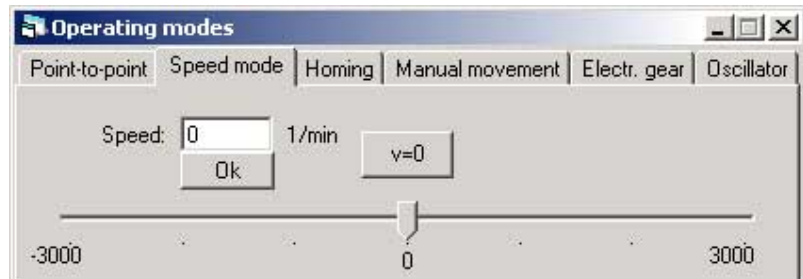 Operating modes
Point-to-point Speed mode Homing Manual movement Electr. gear Oscillator
Speed: 0 1/min v=0
Ok
-3000 0 3000